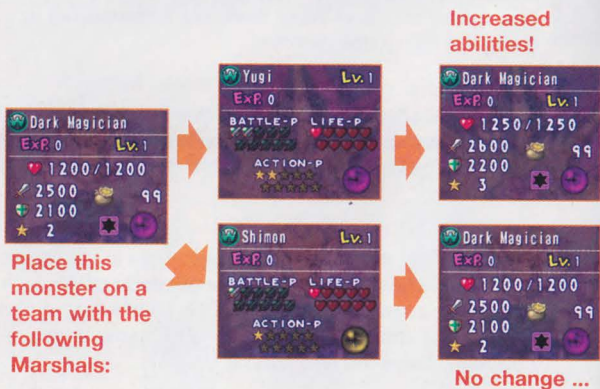 Increased
abilities!
Dark Magician
EXP. 0 Lv. 1
1200/1200
2500 99
2100
2
Place this
monster on a
team with the
following
Marshals:
Yugi Lv. 1
EXP. 0
BATTLE-P LIFE-P
ACTION-P
Dark Magician
EXP. 0 Lv. 1
1250/1250
2600 99
2200
3
Shimon Lv. 1
EXP. 0
BATTLE-P LIFE-P
ACTION-P
Dark Magician
EXP. 0 Lv. 1
1200/1200
2500 99
2100
2
No change ...